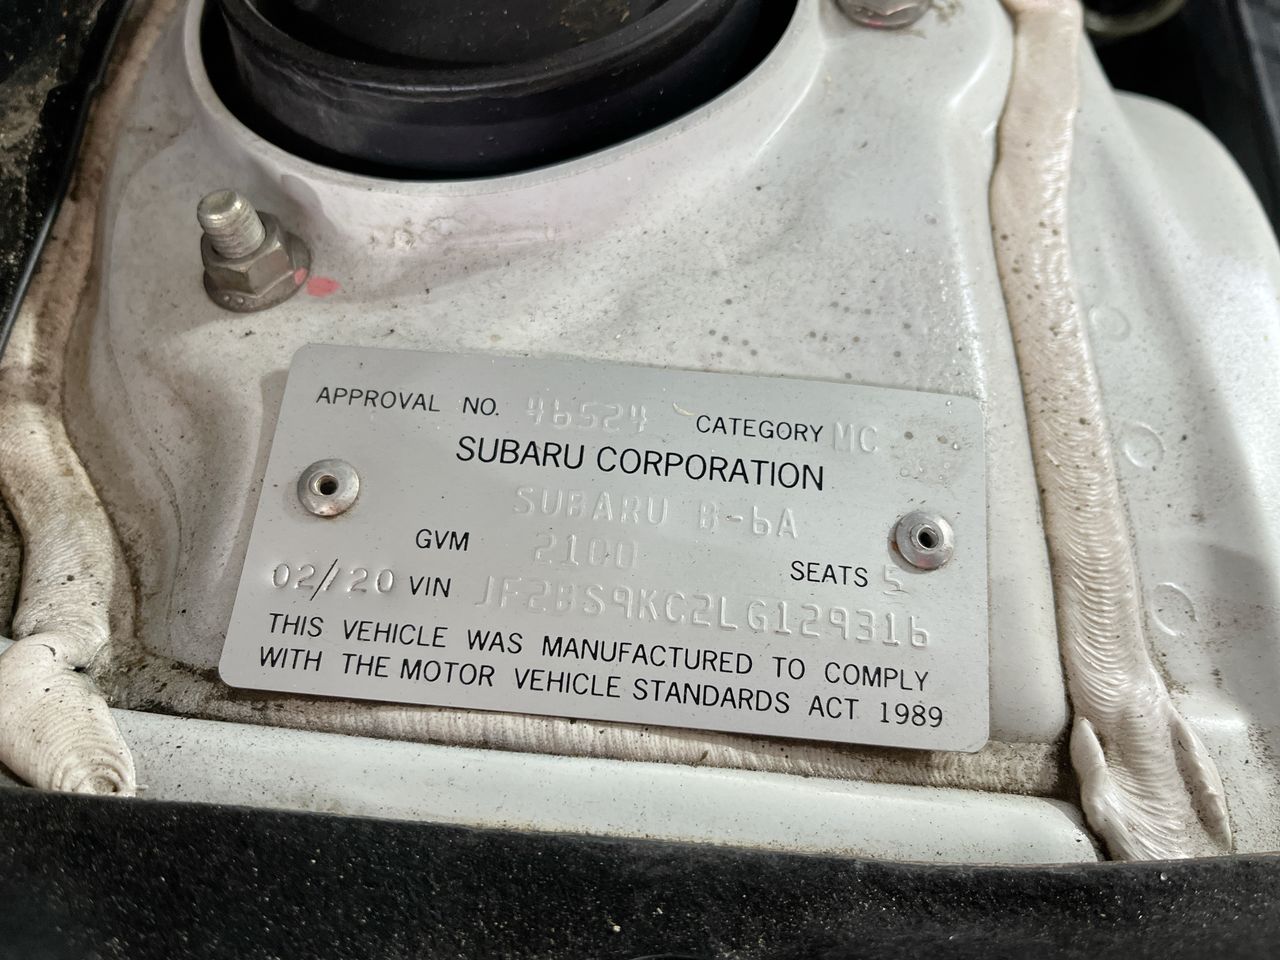 APPROVAL NO. 46524 CATEGORY MC
SUBARU CORPORATION
SUBARU B-6A
GVM 2100 SEATS 5
02//20 VIN JF2BS9KC2LG129316
THIS VEHICLE WAS MANUFACTURED TO COMPLY
WITH THE MOTOR VEHICLE STANDARDS ACT 1989